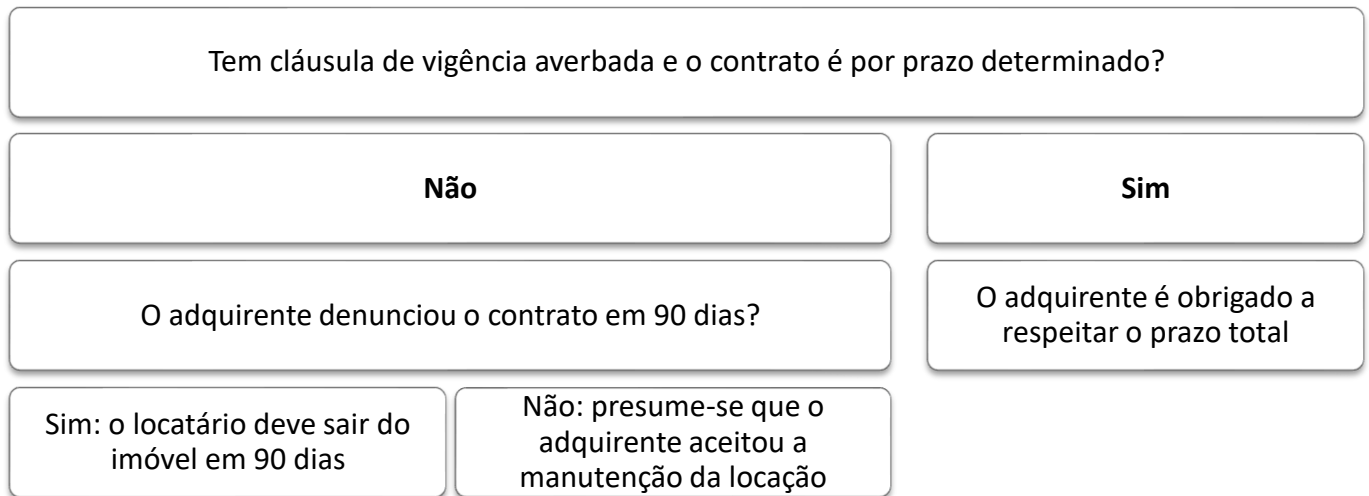 Tem cláusula de vigência averbada e o contrato é por prazo determinado?
Não
Sim
O adquirente denunciou o contrato em 90 dias?
O adquirente é obrigado a
respeitar o prazo total
Sim: o locatário deve sair do
imóvel em 90 dias
Não: presume-se que o
adquirente aceitou a
manutenção da locação